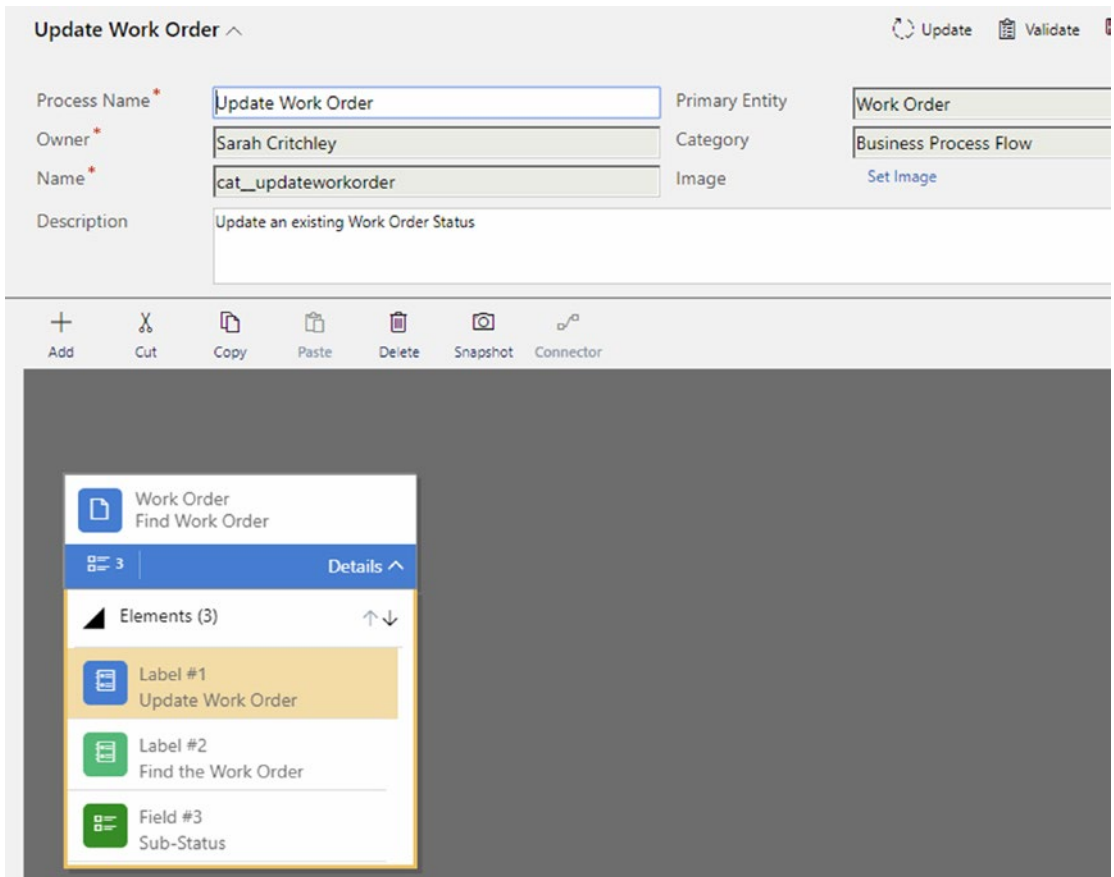 Update Work Order
Update Validate
Process Name* Update Work Order Primary Entity Work Order
Owner* Sarah Critchley Category Business Process Flow
Name* cat__updateworkorder Image Set Image
Description Update an existing Work Order Status
Add Cut Copy Paste Delete Snapshot Connector
Work Order
Find Work Order
3 Details
Elements (3)
Label #1
Update Work Order
Label #2
Find the Work Order
Field #3
Sub-Status